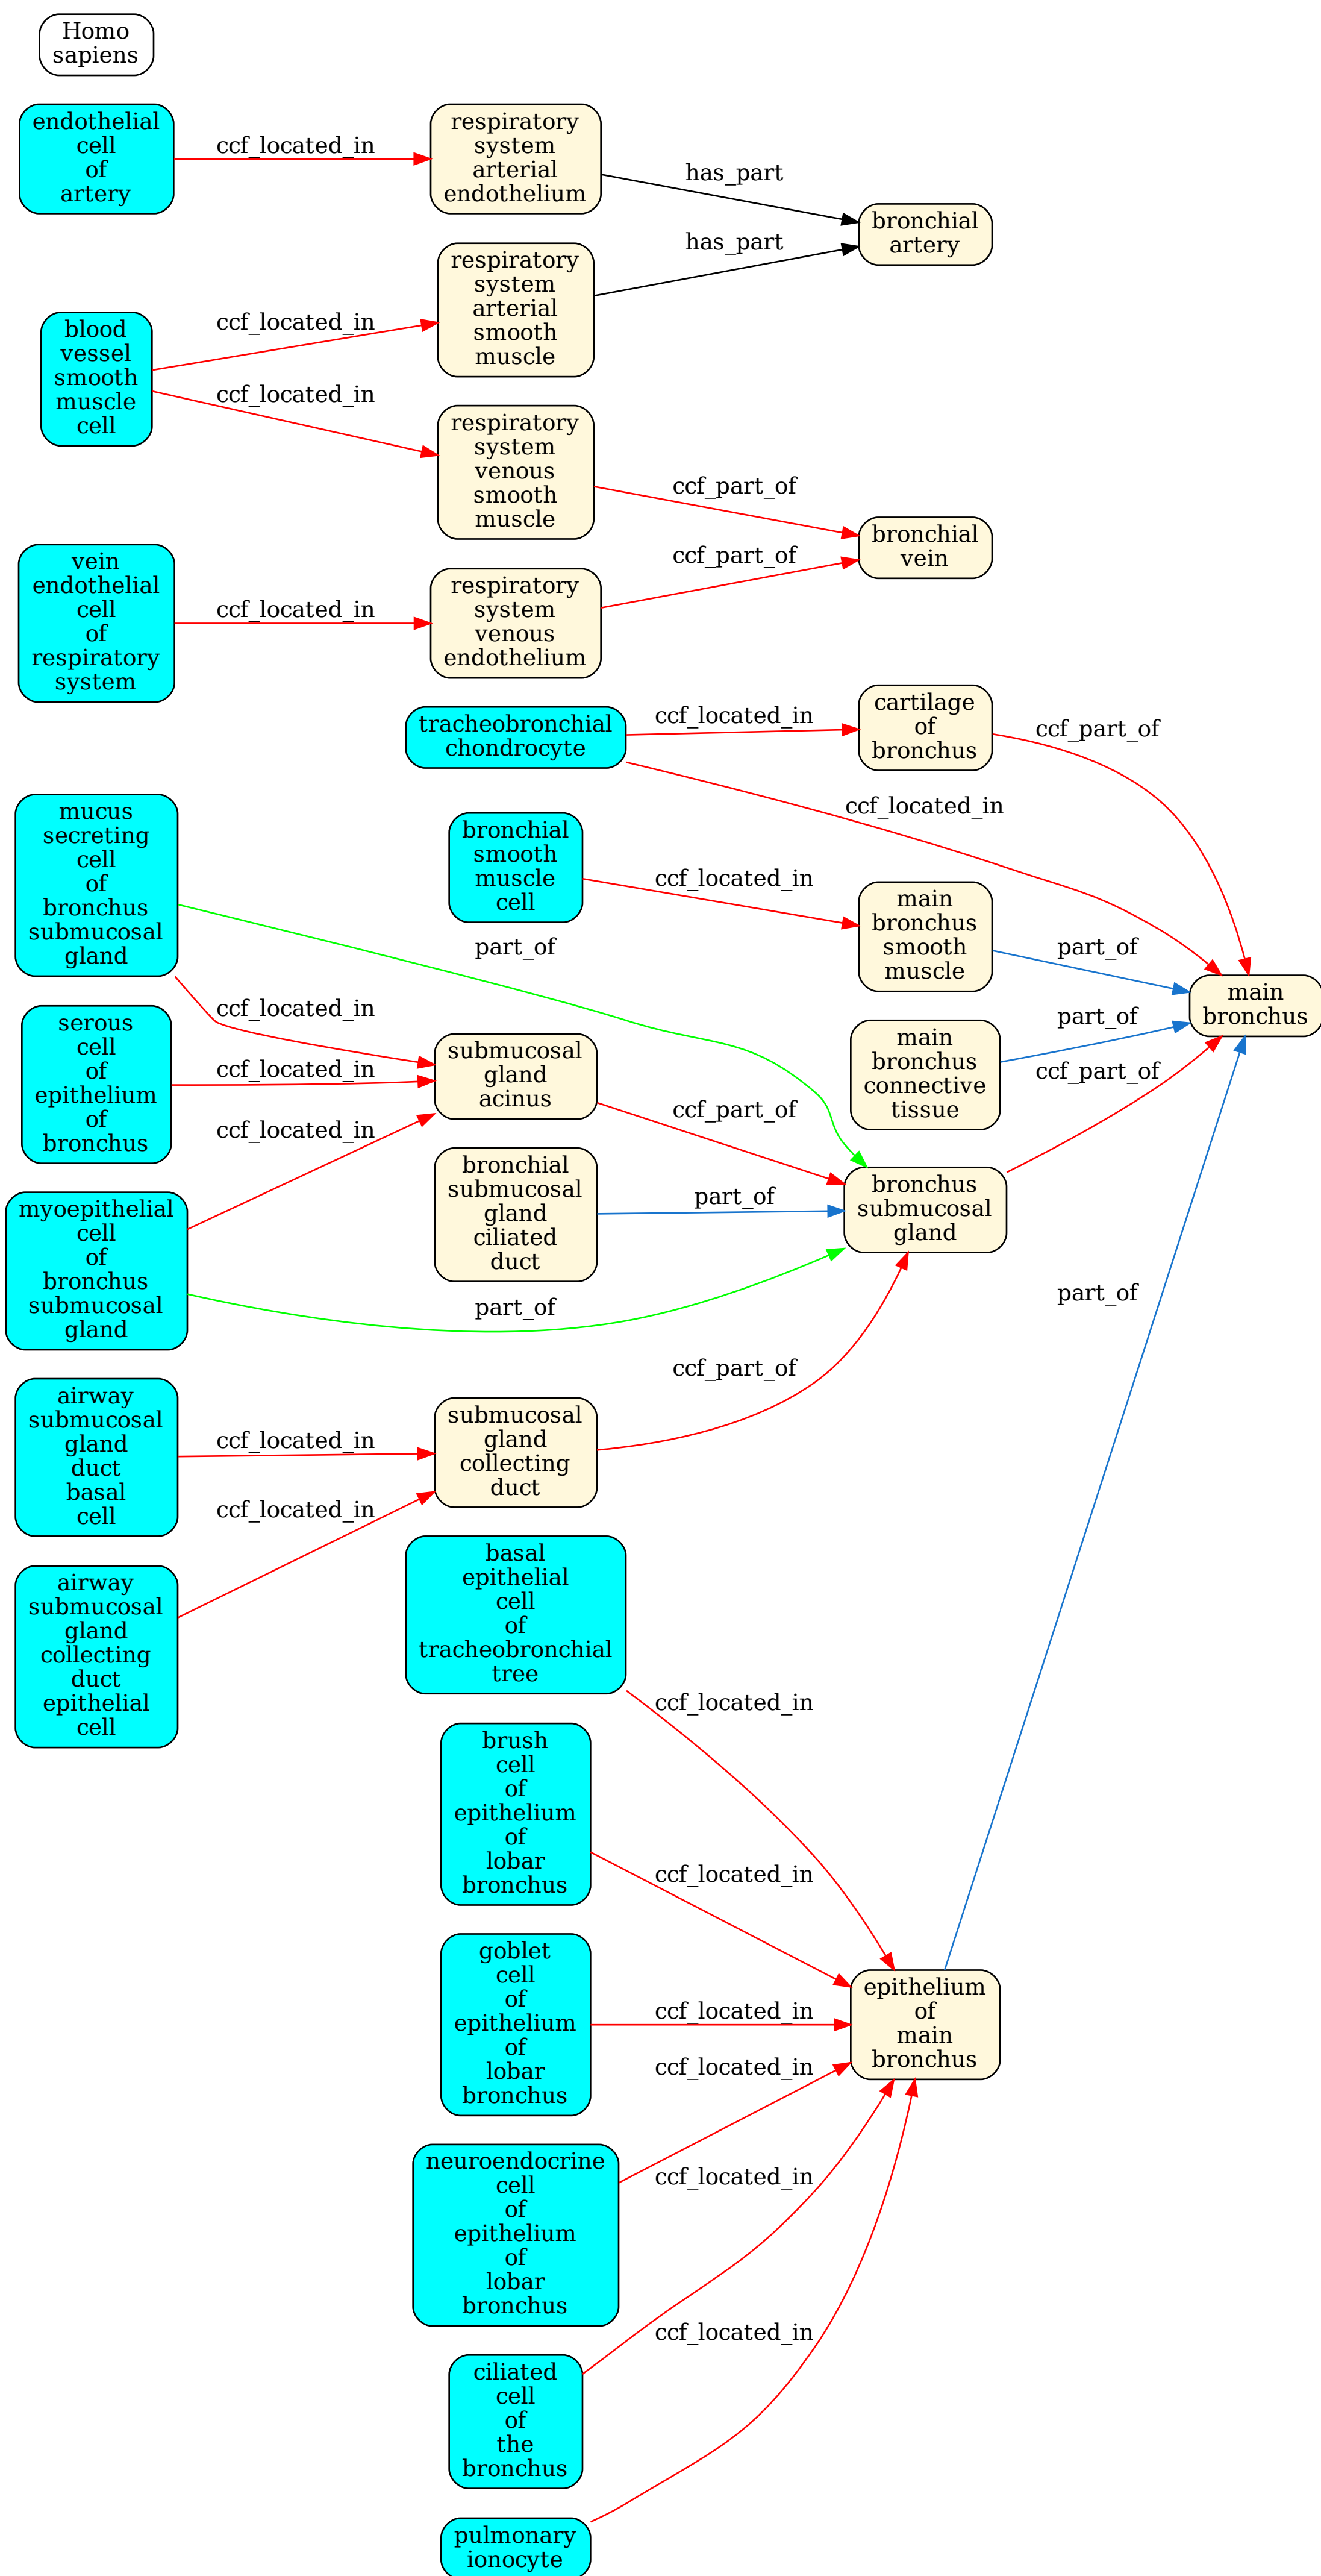 Homo
sapiens
endothelial
cell
of
artery
ccf_located_in
respiratory
system
arterial
endothelium
has_part
bronchial
artery
blood
vessel
smooth
muscle
cell
ccf_located_in
respiratory
system
arterial
smooth
muscle
has_part
ccf_located_in
respiratory
system
venous
smooth
muscle
ccf_part_of
bronchial
vein
vein
endothelial
cell
of
respiratory
system
ccf_located_in
respiratory
system
venous
endothelium
ccf_part_of
tracheobronchial
chondrocyte
ccf_located_in
cartilage
of
bronchus
ccf_part_of
ccf_located_in
bronchial
smooth
muscle
cell
ccf_located_in
main
bronchus
smooth
muscle
part_of
main
bronchus
main
bronchus
connective
tissue
part_of
mucus
secreting
cell
of
bronchus
submucosal
gland
part_of
ccf_located_in
serous
cell
of
epithelium
of
bronchus
ccf_located_in
submucosal
gland
acinus
ccf_part_of
ccf_part_of
myoepithelial
cell
of
bronchus
submucosal
gland
ccf_located_in
part_of
bronchial
submucosal
gland
ciliated
duct
part_of
bronchus
submucosal
gland
airway
submucosal
gland
duct
basal
cell
ccf_located_in
submucosal
gland
collecting
duct
ccf_part_of
airway
submucosal
gland
collecting
duct
epithelial
cell
ccf_located_in
basal
epithelial
cell
of
tracheobronchial
tree
ccf_located_in
brush
cell
of
epithelium
of
lobar
bronchus
ccf_located_in
goblet
cell
of
epithelium
of
lobar
bronchus
ccf_located_in
epithelium
of
main
bronchus
part_of
neuroendocrine
cell
of
epithelium
of
lobar
bronchus
ccf_located_in
ciliated
cell
of
the
bronchus
ccf_located_in
pulmonary
ionocyte
ccf_located_in